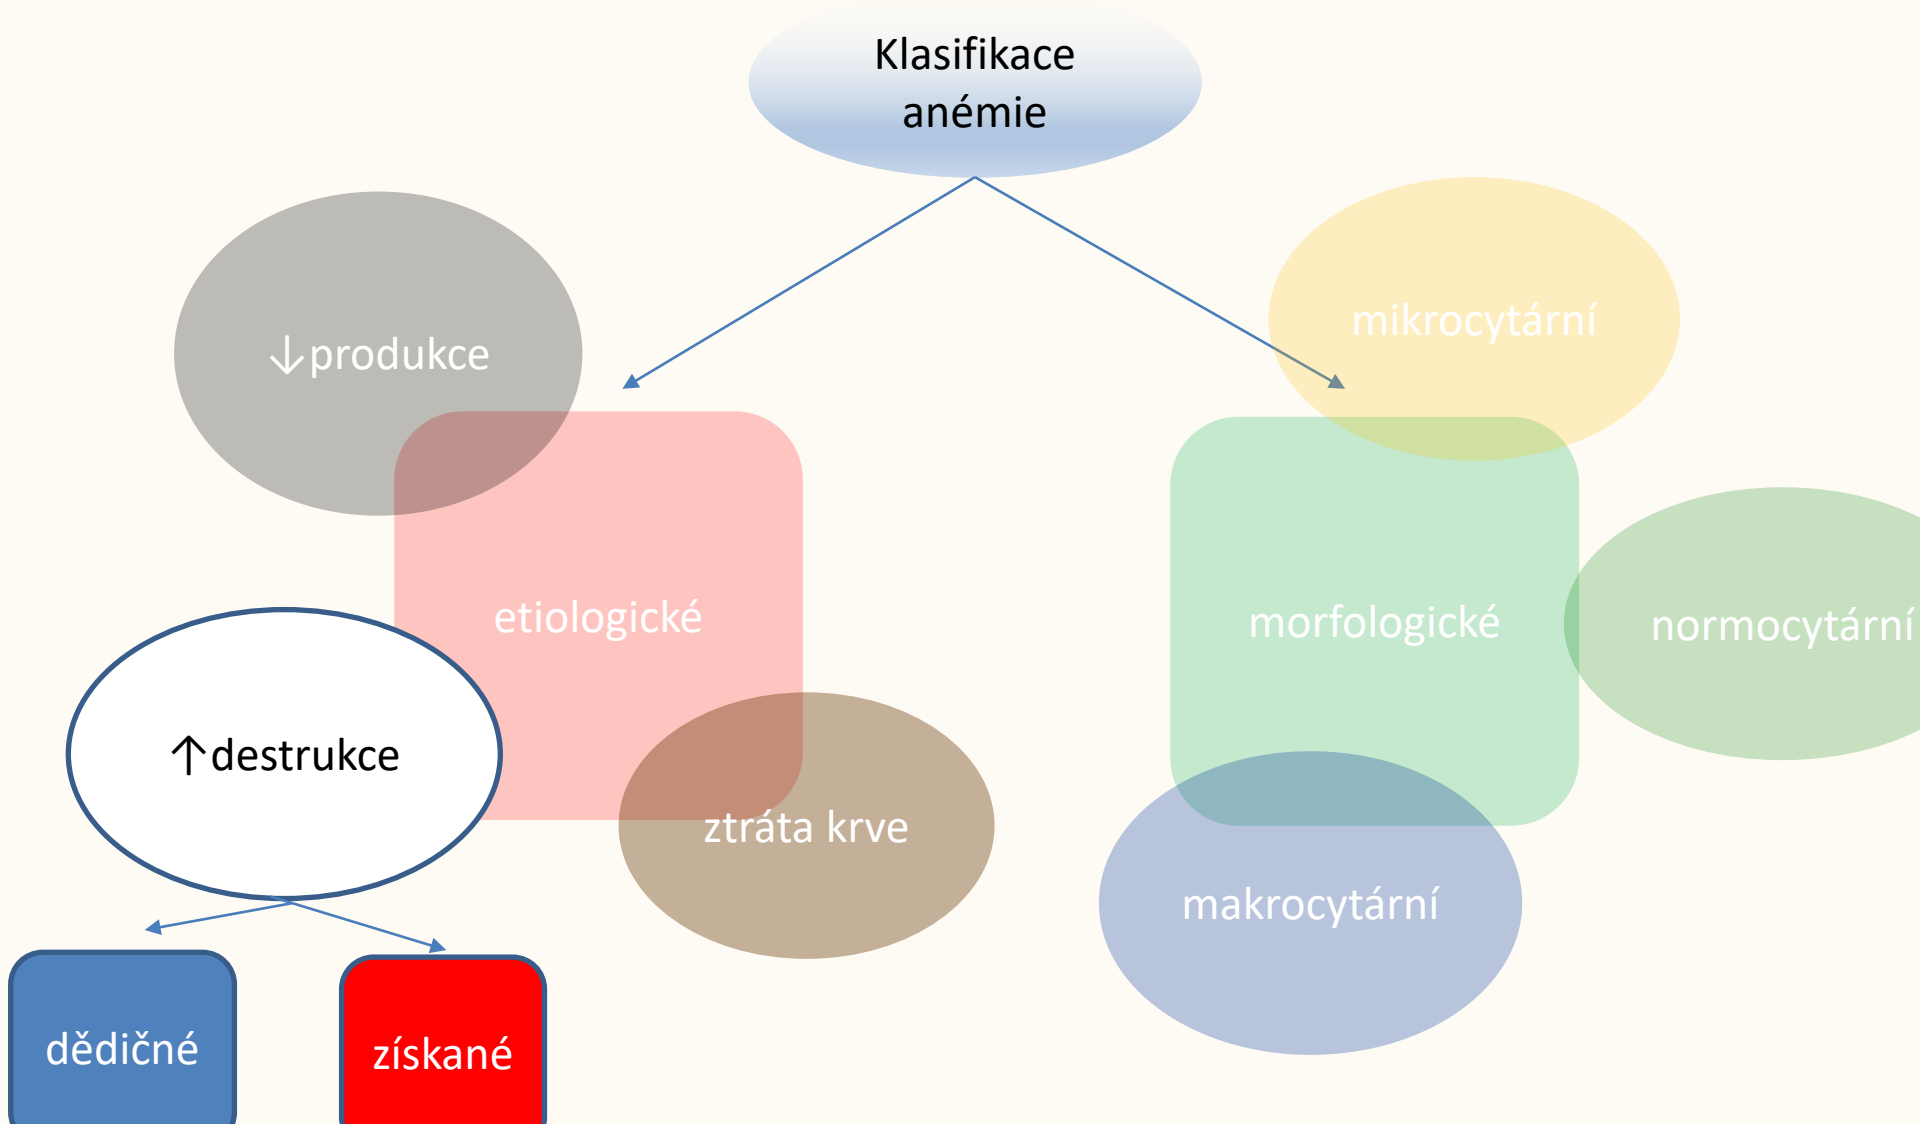 Klasifikace
anémie
↓produkce
mikrocytární
etiologické
morfologické
normocytární
↑destrukce
ztráta krve
makrocytární
dědičné
získané